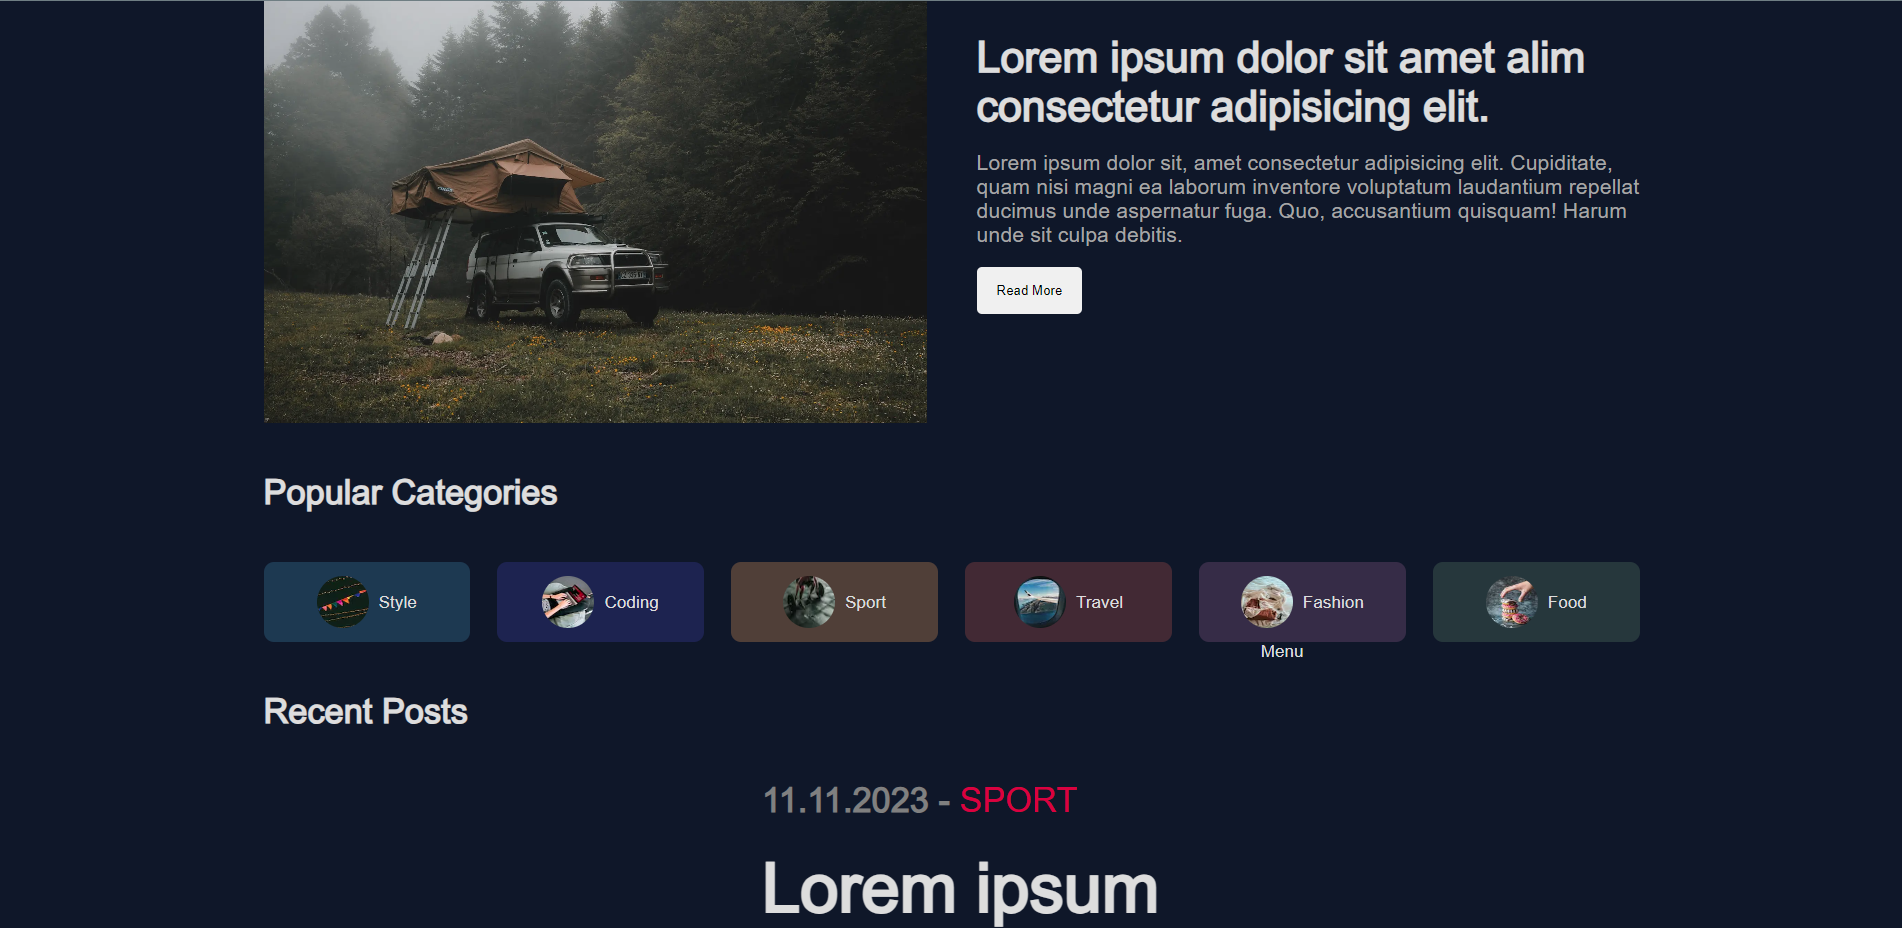 Lorem ipsum dolor sit amet alim
consectetur adipisicing elit.
Lorem ipsum dolor sit, amet consectetur adipisicing elit. Cupiditate,
quam nisi magni ea laborum inventore voluptatum laudantium repellat
ducimus unde aspernatur fuga. Quo, accusantium quisquam! Harum
unde sit culpa debitis.
Read More
Popular Categories
Style
Coding
Sport
Travel
Fashion
Food
Menu
Recent Posts
11.11.2023 - SPORT
Lorem ipsum